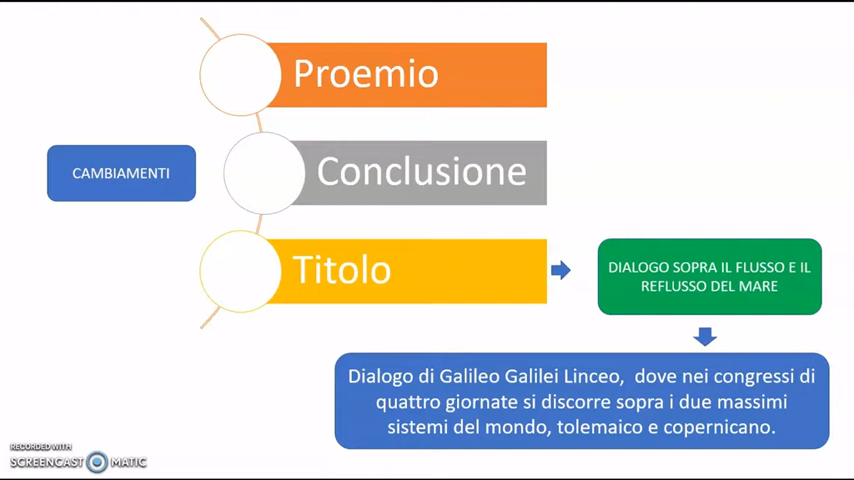 Proemio
CAMBIAMENTI
Conclusione
Titolo
DIALOGO SOPRA IL FLUSSO E IL
REFLUSSO DEL MARE
Dialogo di Galileo Galilei Linceo, dove nei congressi di
quattro giornate si discorre sopra i due massimi
sistemi del mondo, tolemaico e copernicano.
RECORDED WITH
SCREENCAST MATIC